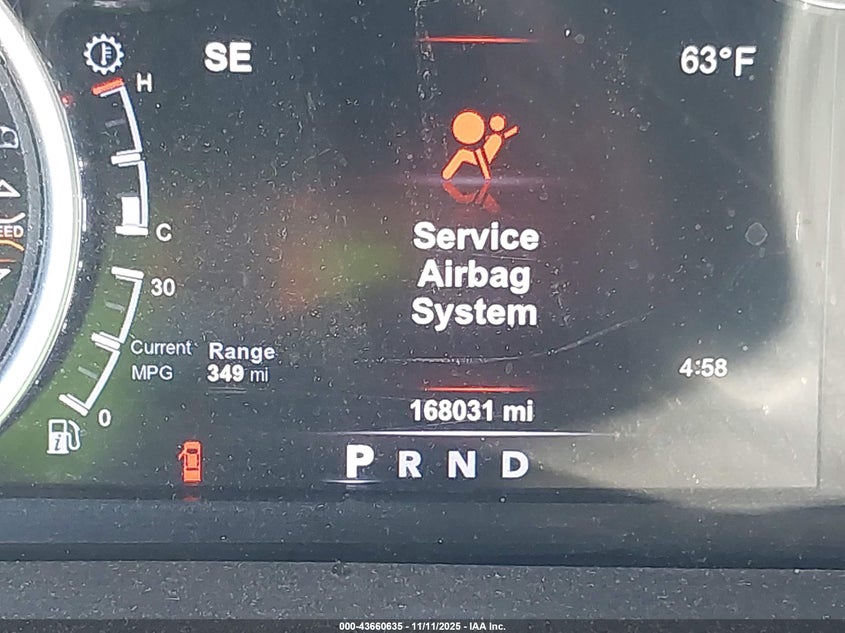 SE
63°F
H
C
EED
30
Current
MPG
0
Range
349 mi
Service
Airbag
System
4:58
168031 mi
P R N D
000-43660635 - 11/11/2025 - IAA Inc.